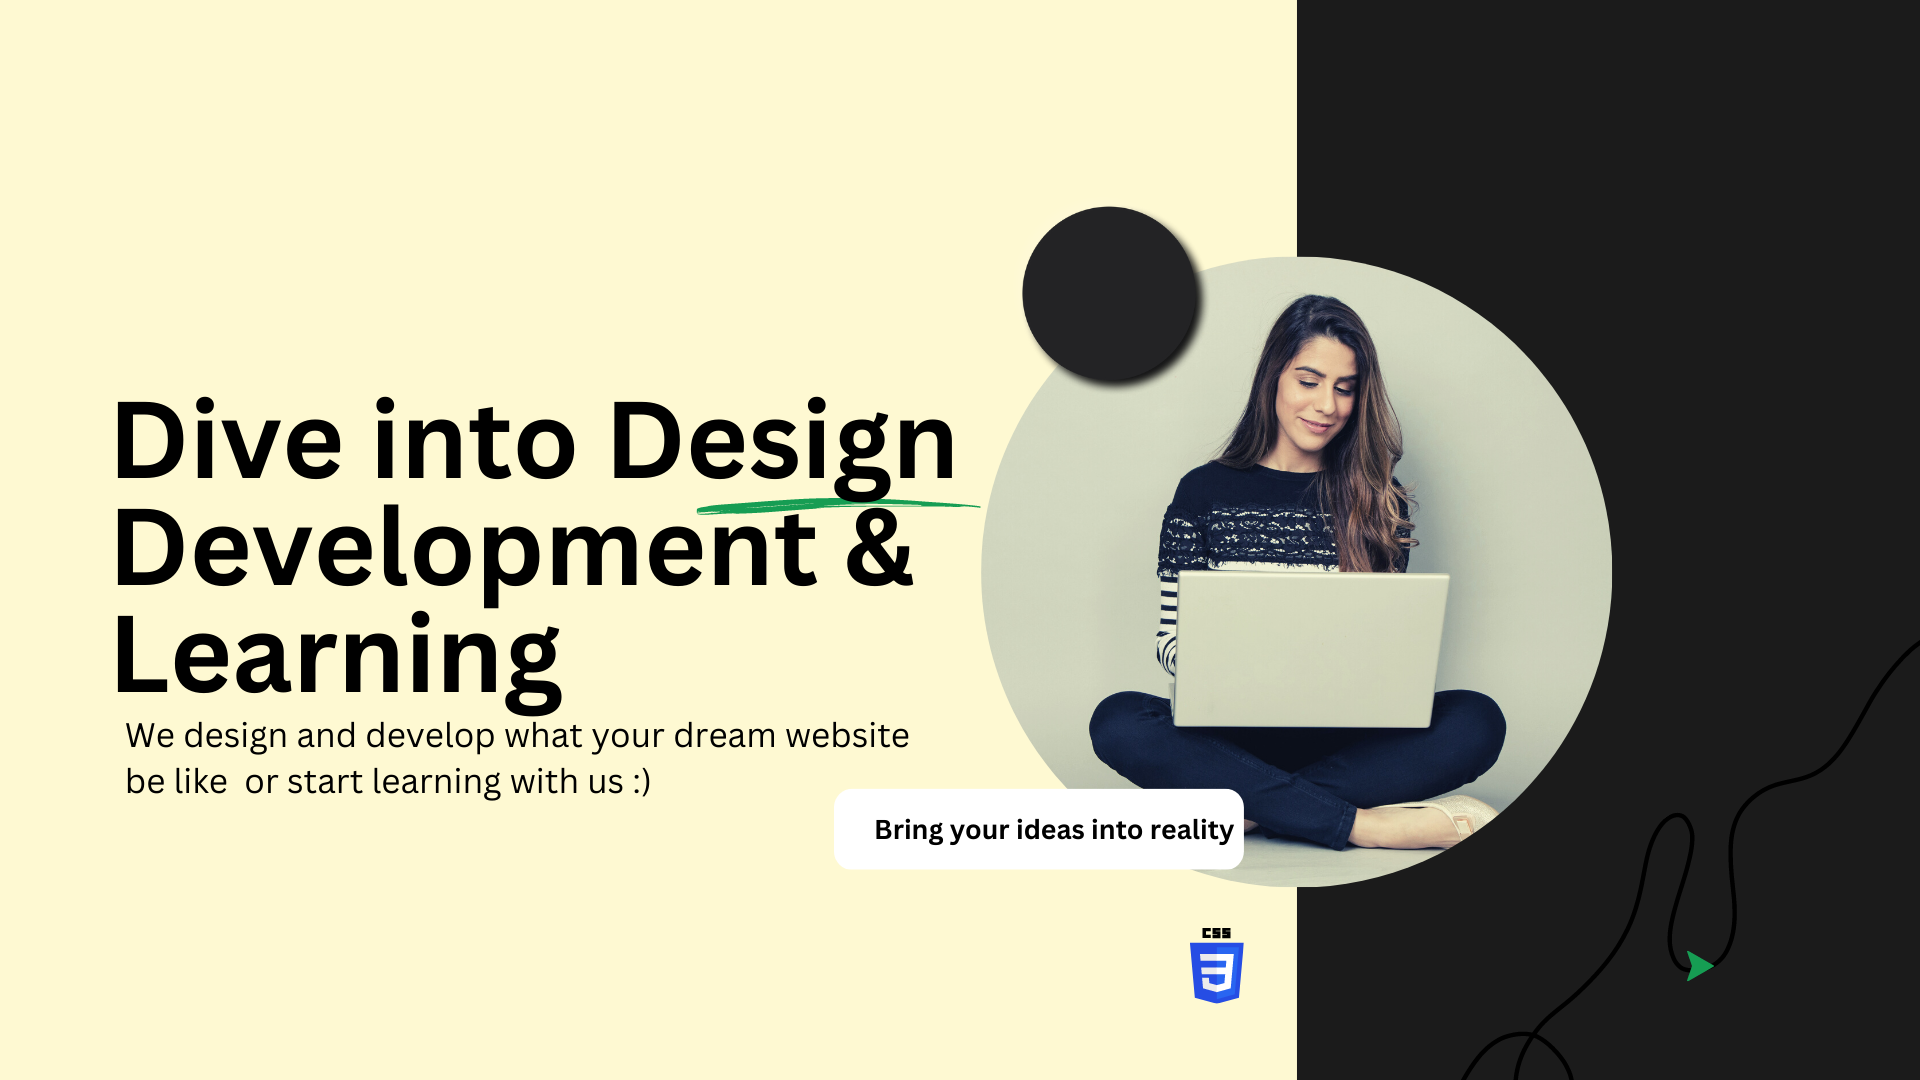 Dive into Design
Development &
Learning
We design and develop what your dream website
be like  or start learning with us :)
Bring your ideas into reality
CSS
3